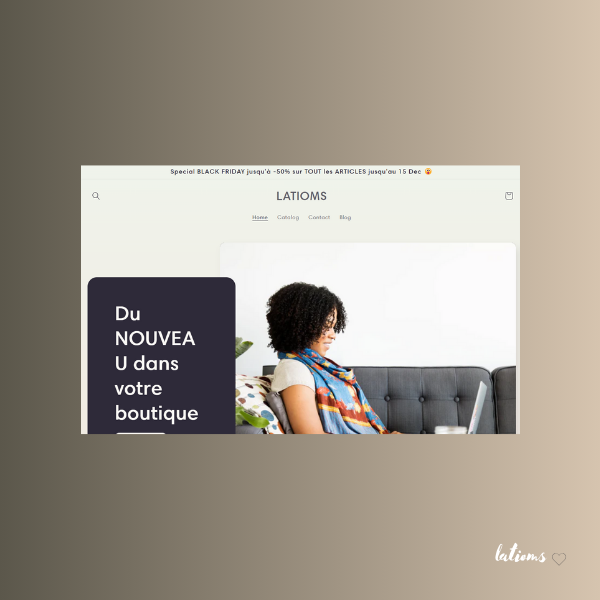 Special BLACK FRIDAY jusqu'à -50% sur TOUT les ARTICLES jusqu'au 15 Dec 🤩
LATIOMS
Home Catalog Contact Blog
Du
NOUVEA
U dans
votre
boutique
latioms